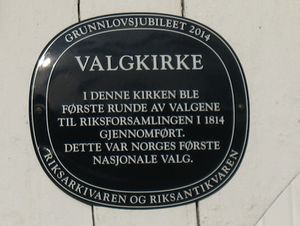 GRUNNLOVSJUBILEET 2014
VALGKIRKE
I DENNE KIRKEN BLE
FØRSTE RUNDE AV VALGENE
TIL RIKSFORSAMLINGEN I 1814
GJENNOMFØRT.
DETTE VAR NORGES FØRSTE
NASJONALE VALG.
RIKSARKIVAREN OG RIKSANTIKVAREN